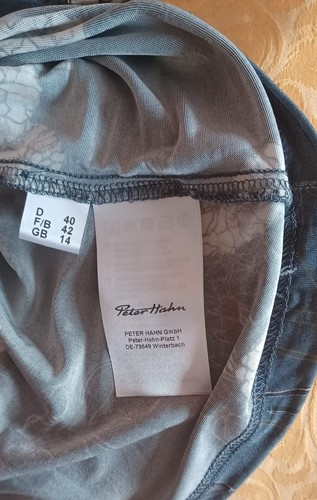 D 40
F/B 42
GB 14
Peter Hahn
PETER HAHN GmbH
Peter-Hahn-Platz 1
DE-73649 Winterbach